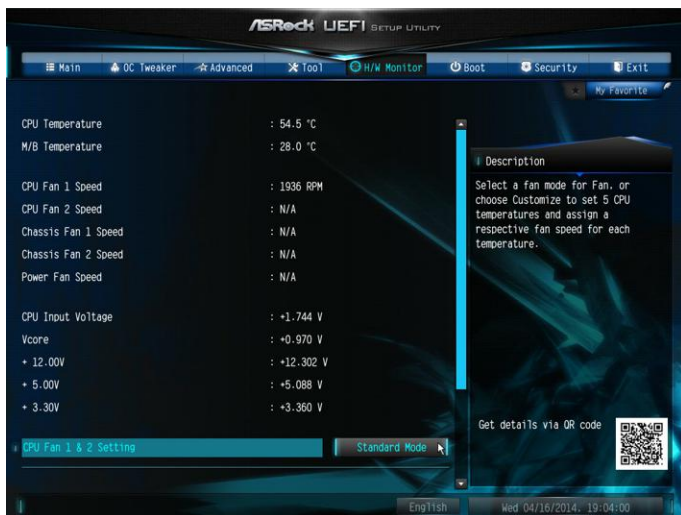 ASRock UEFI SETUP UTILITY
Main OC Tweaker Advanced Tool H/W Monitor Boot Security Exit
My Favorite
CPU Temperature : 54.5 °C
M/B Temperature : 28.0 °C
CPU Fan 1 Speed : 1936 RPM
CPU Fan 2 Speed : N/A
Chassis Fan 1 Speed : N/A
Chassis Fan 2 Speed : N/A
Power Fan Speed : N/A
CPU Input Voltage : +1.744 V
Vcore : +0.970 V
+ 12.00V : +12.302 V
+ 5.00V : +5.088 V
+ 3.30V : +3.360 V
CPU Fan 1 & 2 Setting Standard Mode
Description
Select a fan mode for Fan. or
choose Customize to set 5 CPU
temperatures and assign a
respective fan speed for each
temperature.
Get details via QR code
English Wed 04/16/2014. 19:04:00